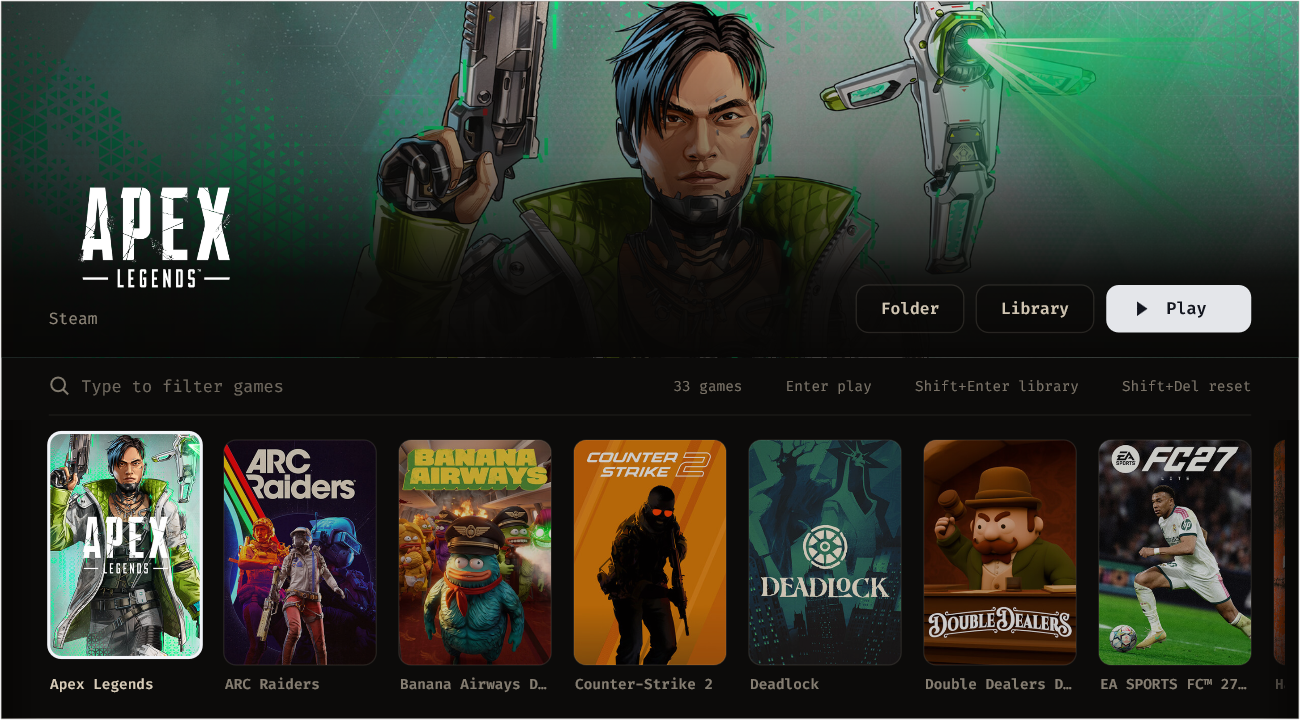 APEX
LEGENDS™
Steam
Folder
Library
Play
Type to filter games
33 games
Enter play
Shift+Enter library
Shift+Del reset
APEX
LEGENDS
ARC
Raiders
BANANA
AIRWAYS
COUNTER
STRIKE 2
DEADLOCK
DOUBLE DEALERS
EA
SPORTS
FC27
LITE
Apex Legends
ARC Raiders
Banana Airways D…
Counter-Strike 2
Deadlock
Double Dealers D…
EA SPORTS FC™ 27…